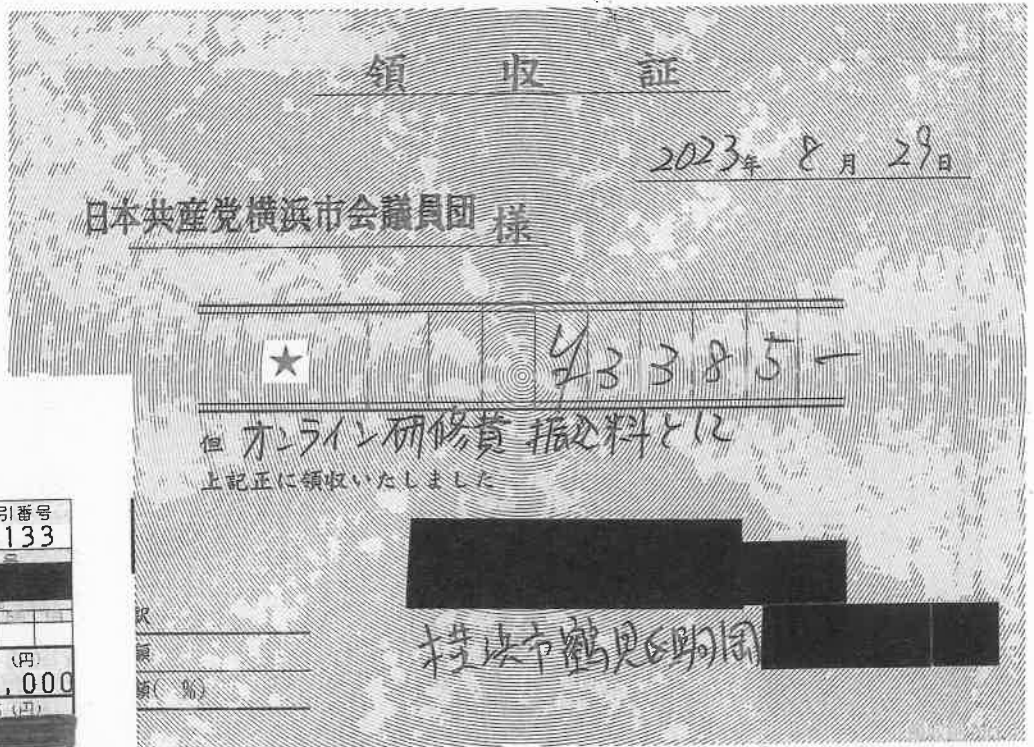 領収証
2023年 8月 29日
日本共産党横浜市会議員団 様
★ ¥3385-
但 オンライン研修費 振込料として
上記正に領収いたしました
引番号
133
(円)
,000
(円)
額( %)
横浜市鶴見区